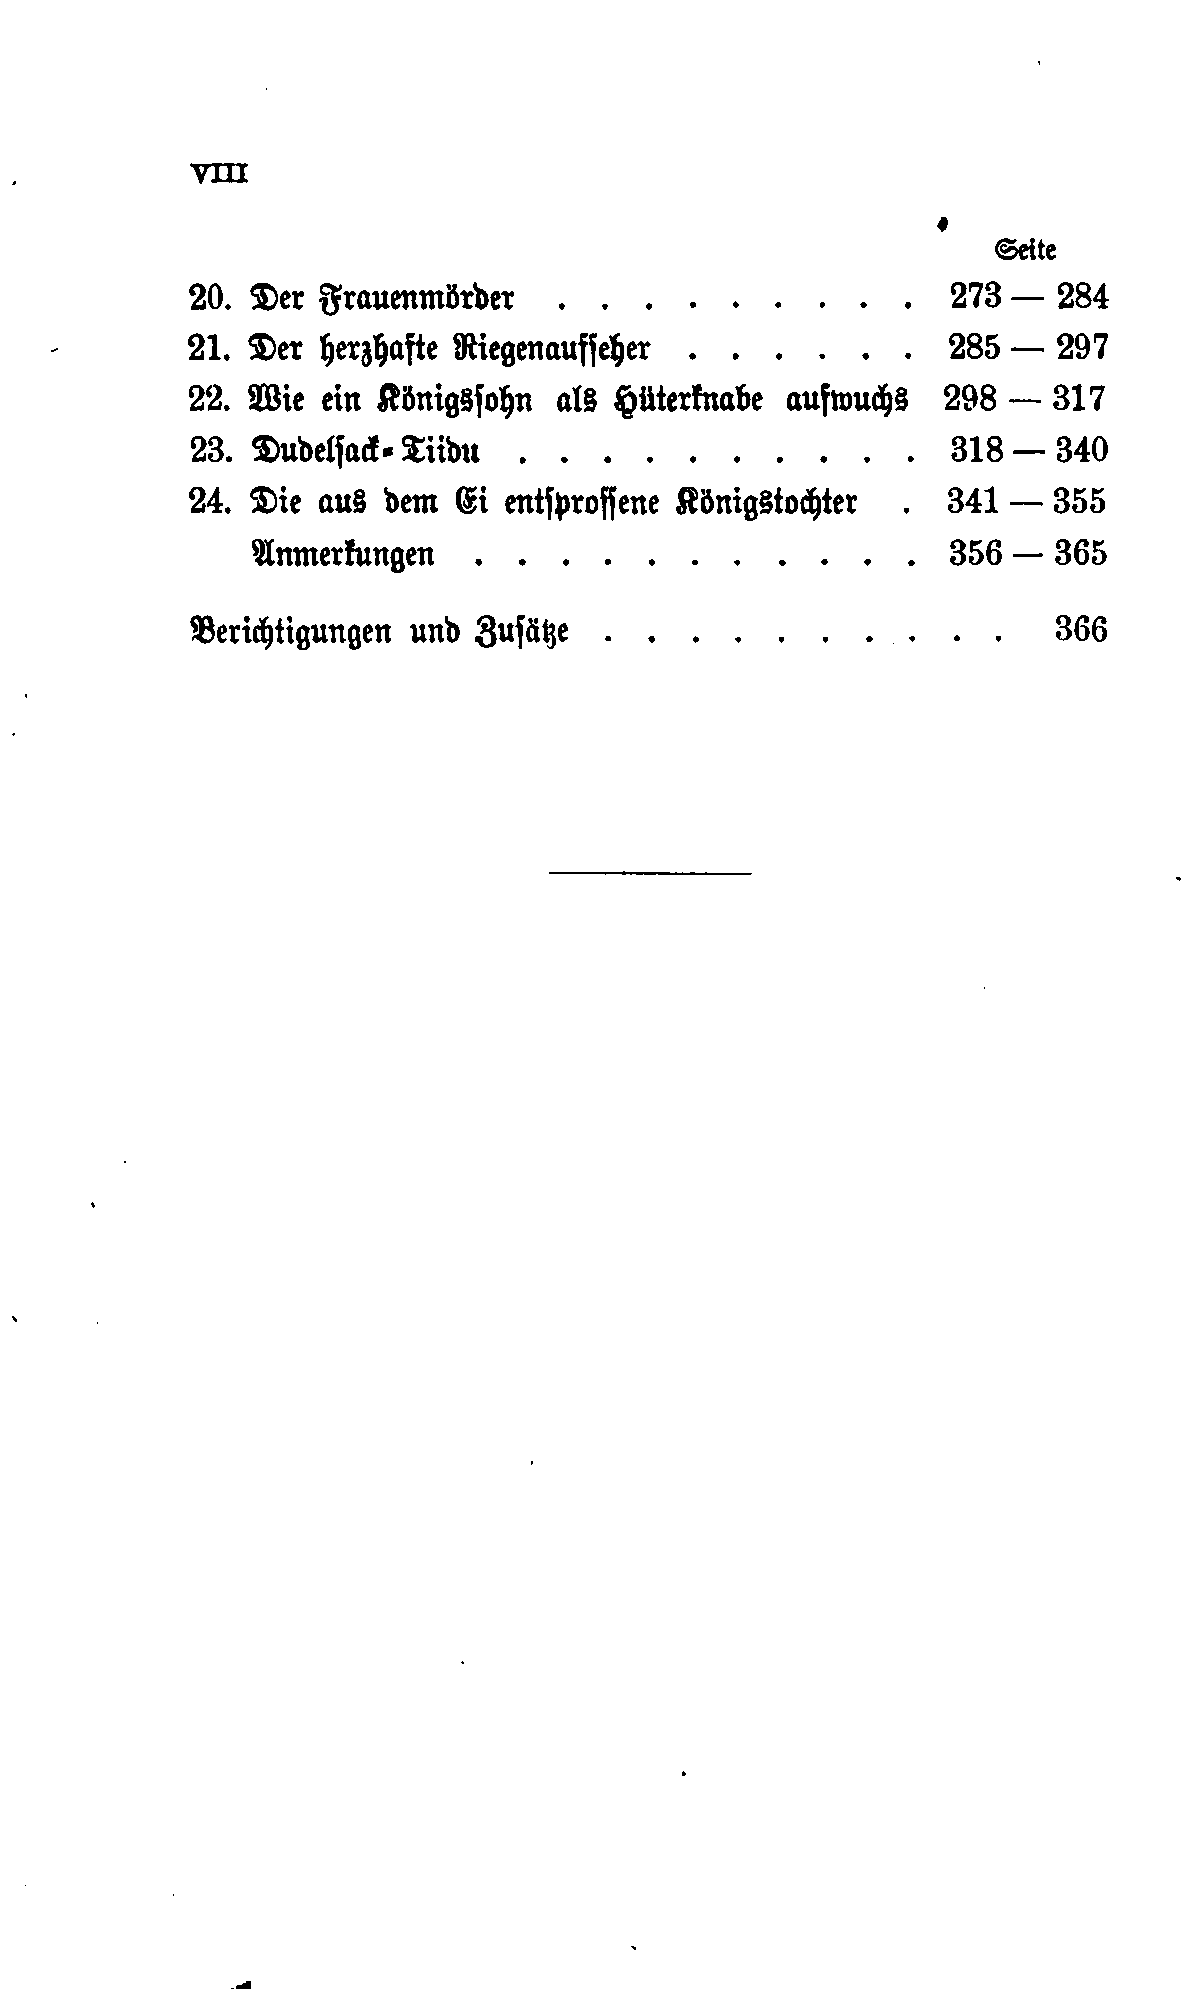 VIII
Seite
20. Der Frauenmörder . . . . . . . . . 273 — 284
21. Der herzhafte Riegenaufseher . . . . . . 285 — 297
22. Wie ein Königssohn als Hüterknabe aufwuchs 298 — 317
23. Dudelsack-Tiidu . . . . . . . . . . 318 — 340
24. Die aus dem Ei entsprossene Königstochter . 341 — 355
Anmerkungen . . . . . . . . . . . 356 — 365
Berichtigungen und Zusätze . . . . . . . . . . 366